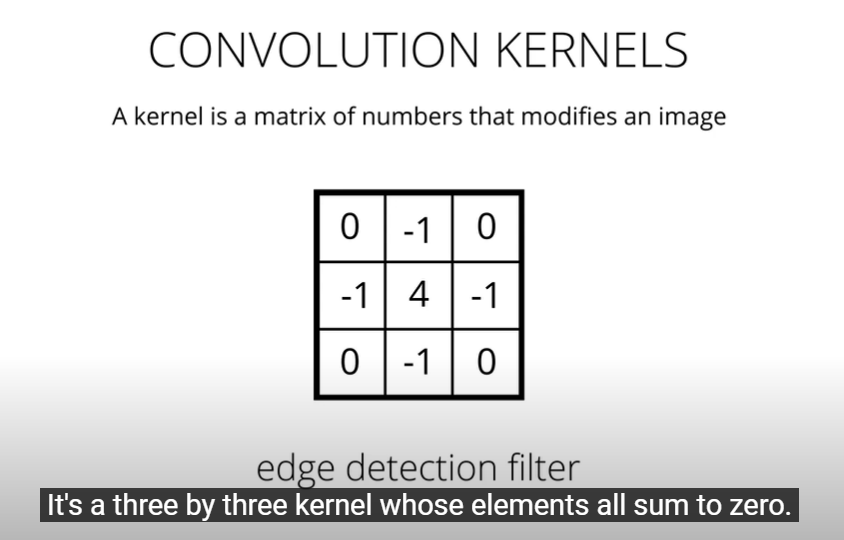 CONVOLUTION KERNELS
A kernel is a matrix of numbers that modifies an image
0 -1 0
-1 4 -1
0 -1 0
edge detection filter
It's a three by three kernel whose elements all sum to zero.